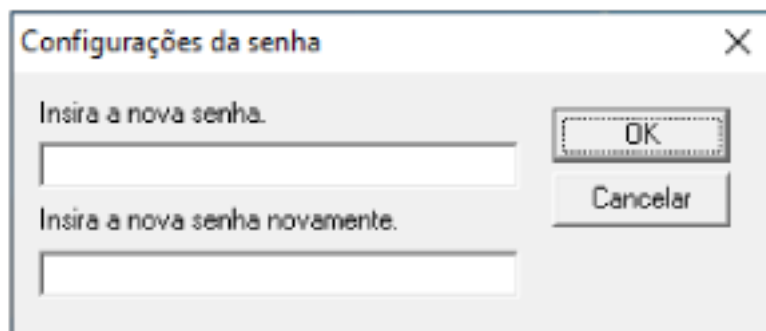 Configurações da senha
Insira a nova senha.
OK
Cancelar
Insira a nova senha novamente.